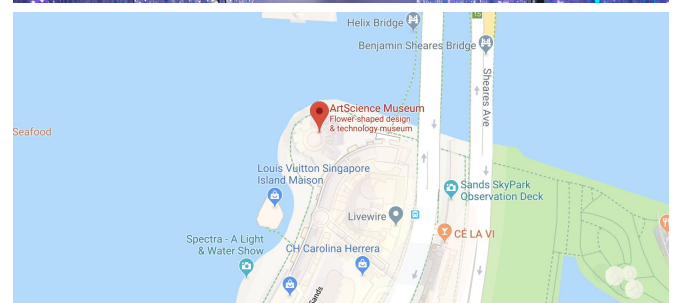 Helix Bridge
15
Benjamin Sheares Bridge
Sheares Ave
ArtScience Museum
Flower-shaped design
& technology museum
Seafood
Louis Vuitton Singapore
Island Maison
Sands SkyPark
Observation Deck
Livewire
CÉ LA VI
Spectra - A Light
& Water Show
CH Carolina Herrera
Sands